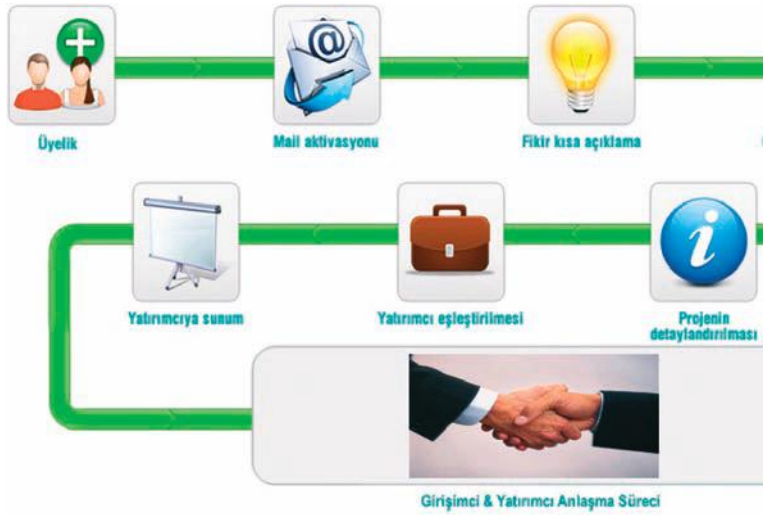 Üyelik
Mail aktivasyonu
Fikir kısa açıklama
Yatırımcıya sunum
Yatırımcı eşleştirilmesi
Projenin
detaylandırılması
Girişimci & Yatırımcı Anlaşma Süreci